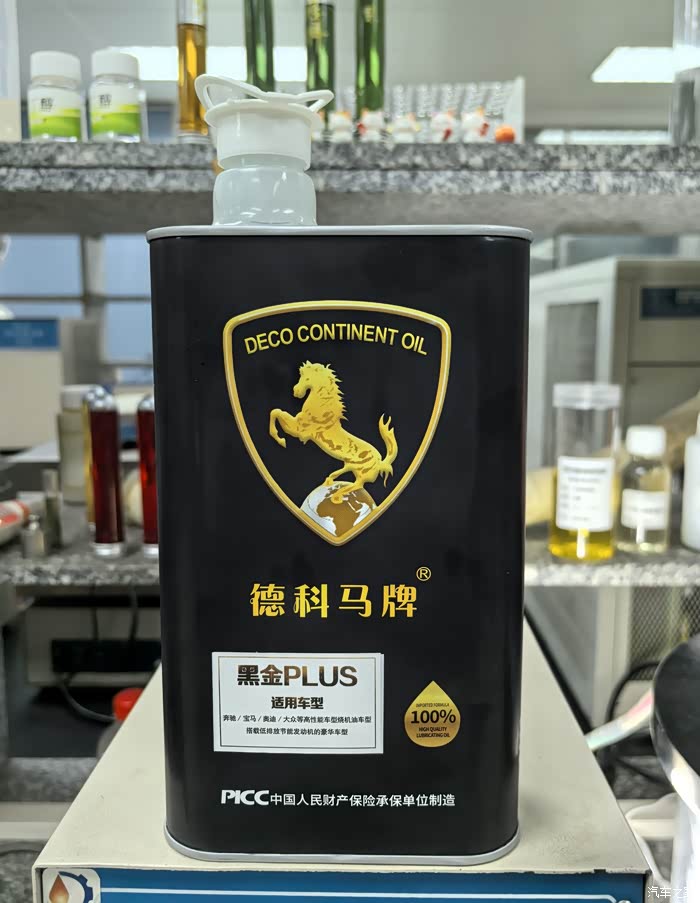 DECO CONTINENT OIL
德科马牌®
黑金PLUS
适用车型
奔驰/宝马/奥迪/大众等高性能车型烧机油车型
搭载低排放节能发动机的豪华车型
IMPORTED FORMULA
100%
HIGH QUALITY
LUBRICATING OIL
PICC中国人民财产保险承保单位制造